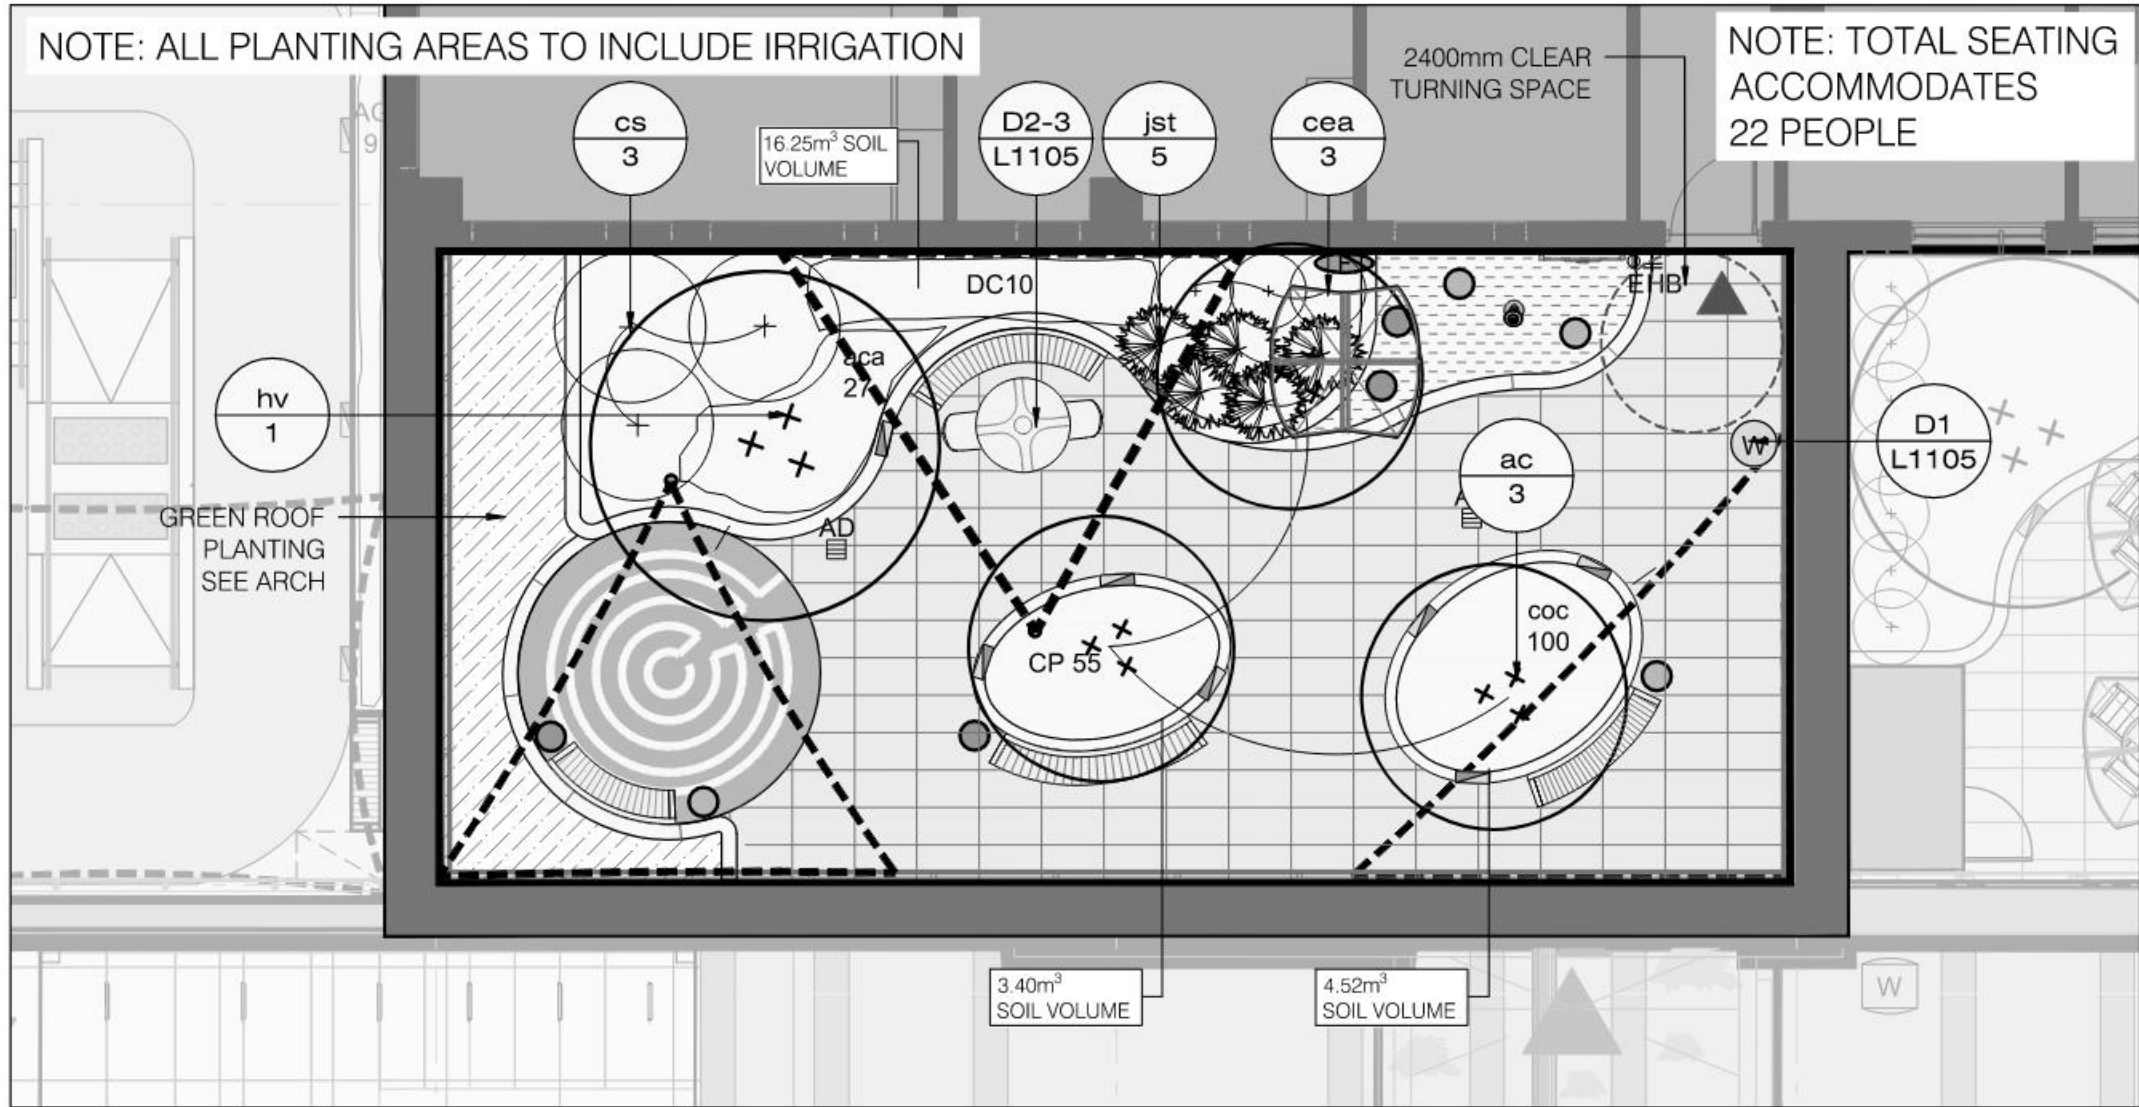 NOTE: ALL PLANTING AREAS TO INCLUDE IRRIGATION
NOTE: TOTAL SEATING
ACCOMMODATES
22 PEOPLE
2400mm CLEAR
TURNING SPACE
cs
3
16.25m³ SOIL
VOLUME
D2-3
L1105
jst
5
cea
3
AG
9
DC10
EHB
aca
27
hv
1
W
D1
L1105
ac
3
GREEN ROOF
PLANTING
SEE ARCH
AD
coc
100
CP 55
3.40m³
SOIL VOLUME
4.52m³
SOIL VOLUME
W